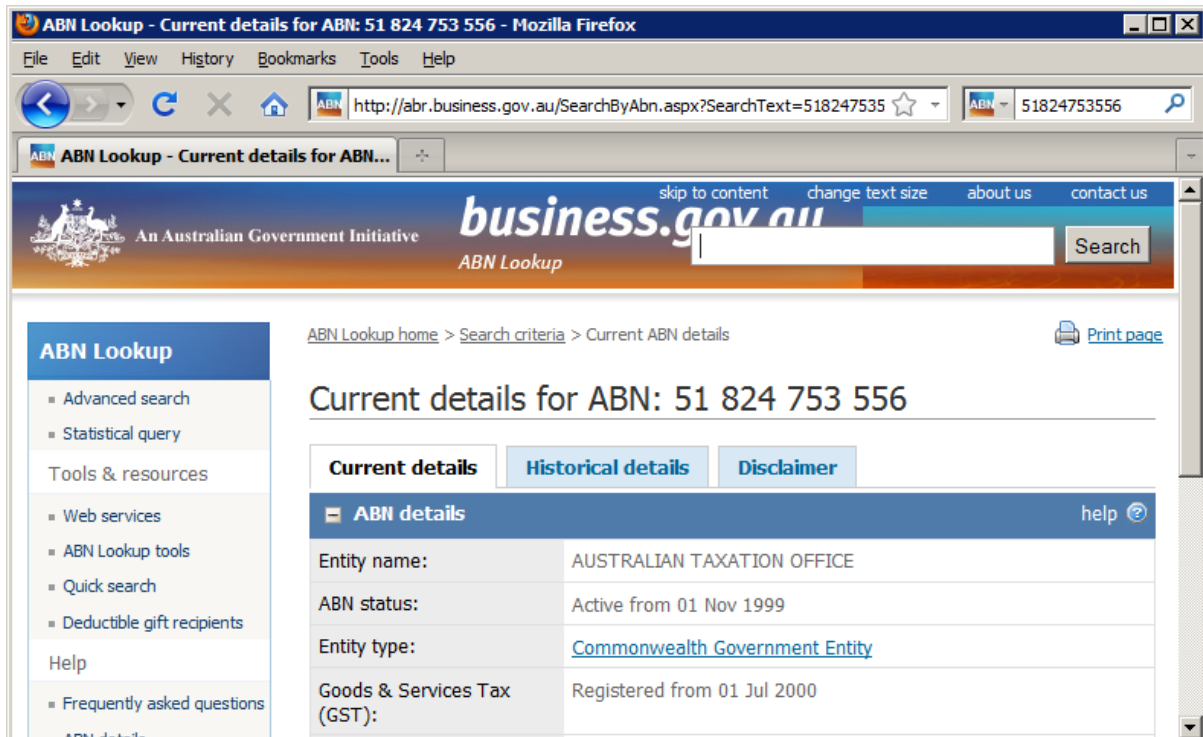 ABN Lookup - Current details for ABN: 51 824 753 556 - Mozilla Firefox
File Edit View History Bookmarks Tools Help
ABN http://abr.business.gov.au/SearchByAbn.aspx?SearchText=518247535 ABN 51824753556
ABN ABN Lookup - Current details for ABN...
skip to content change text size about us contact us
An Australian Government Initiative business.gov.au
Search
ABN Lookup
ABN Lookup home > Search criteria > Current ABN details Print page
ABN Lookup
Advanced search
Statistical query
Tools & resources
Web services
ABN Lookup tools
Quick search
Deductible gift recipients
Help
Frequently asked questions
ABN details
Current details for ABN: 51 824 753 556
Current details Historical details Disclaimer
ABN details help ?
Entity name: AUSTRALIAN TAXATION OFFICE
ABN status: Active from 01 Nov 1999
Entity type: Commonwealth Government Entity
Goods & Services Tax Registered from 01 Jul 2000
(GST):